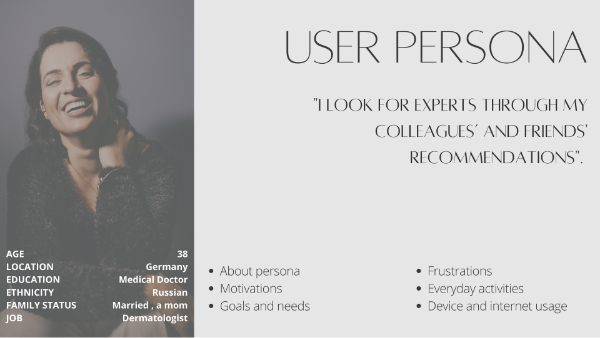 USER PERSONA
"I LOOK FOR EXPERTS THROUGH MY
COLLEAGUES´ AND FRIENDS'
RECOMMENDATIONS".
AGE 38
LOCATION Germany
EDUCATION Medical Doctor
ETHNICITY Russian
FAMILY STATUS Married , a mom
JOB Dermatologist
• About persona
• Motivations
• Goals and needs
• Frustrations
• Everyday activities
• Device and internet usage